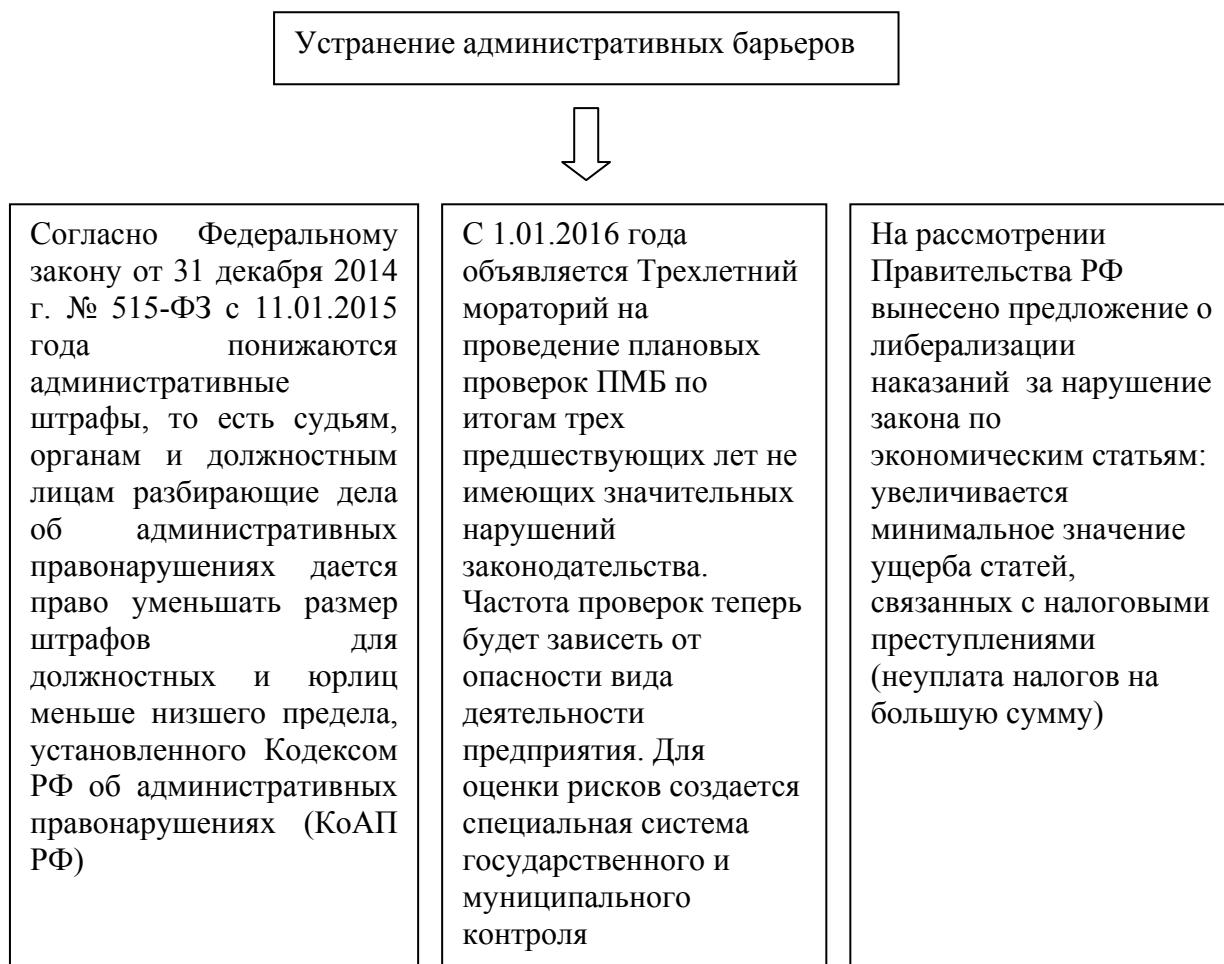 Устранение административных барьеров
Согласно Федеральному
закону от 31 декабря 2014
г. № 515-ФЗ с 11.01.2015
года понижаются
административные
штрафы, то есть судьям,
органам и должностным
лицам разбирающие дела
об административных
правонарушениях дается
право уменьшать размер
штрафов для
должностных и юрлиц
меньше низшего предела,
установленного Кодексом
РФ об административных
правонарушениях (КоАП
РФ)
С 1.01.2016 года
объявляется Трехлетний
мораторий на
проведение плановых
проверок ПМБ по
итогам трех
предшествующих лет не
имеющих значительных
нарушений
законодательства.
Частота проверок теперь
будет зависеть от
опасности вида
деятельности
предприятия. Для
оценки рисков создается
специальная система
государственного и
муниципального
контроля
На рассмотрении
Правительства РФ
вынесено предложение о
либерализации
наказаний за нарушение
закона по
экономическим статьям:
увеличивается
минимальное значение
ущерба статей,
связанных с налоговыми
преступлениями
(неуплата налогов на
большую сумму)